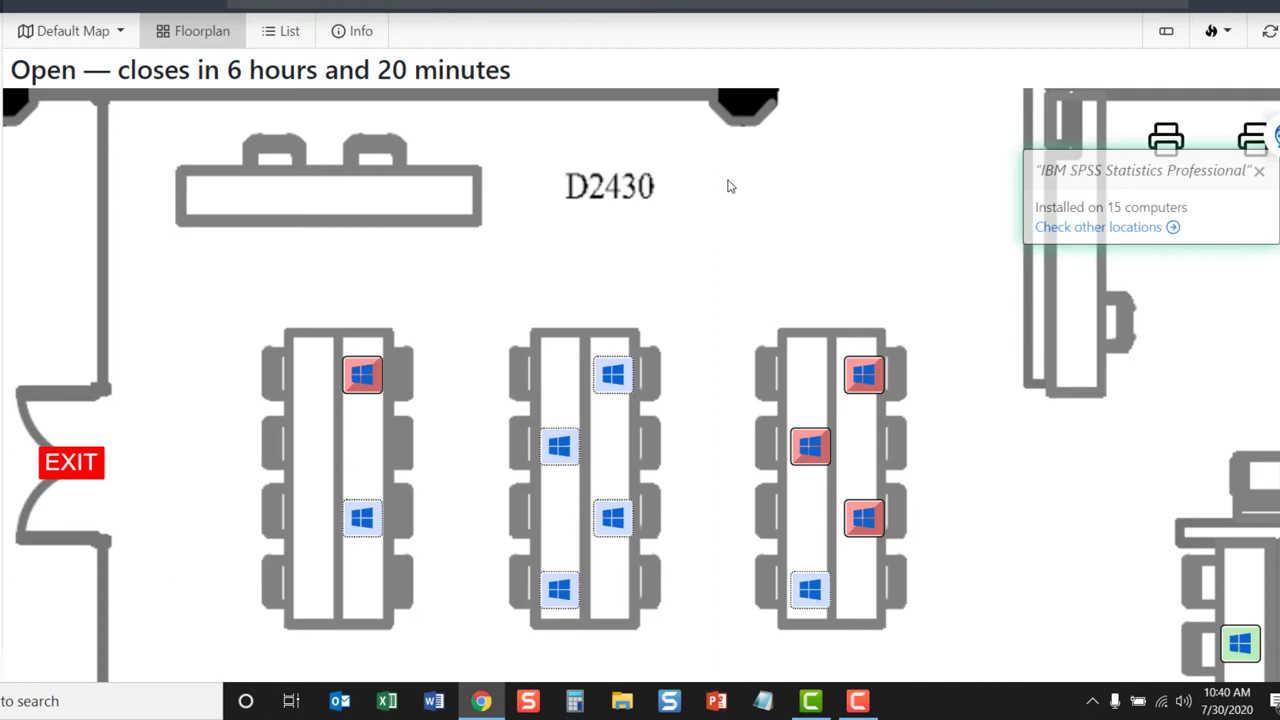 Default Map
Floorplan
List
Info
Open — closes in 6 hours and 20 minutes
D2430
"IBM SPSS Statistics Professional"
Installed on 15 computers
Check other locations
EXIT
to search
10:40 AM
7/30/2020